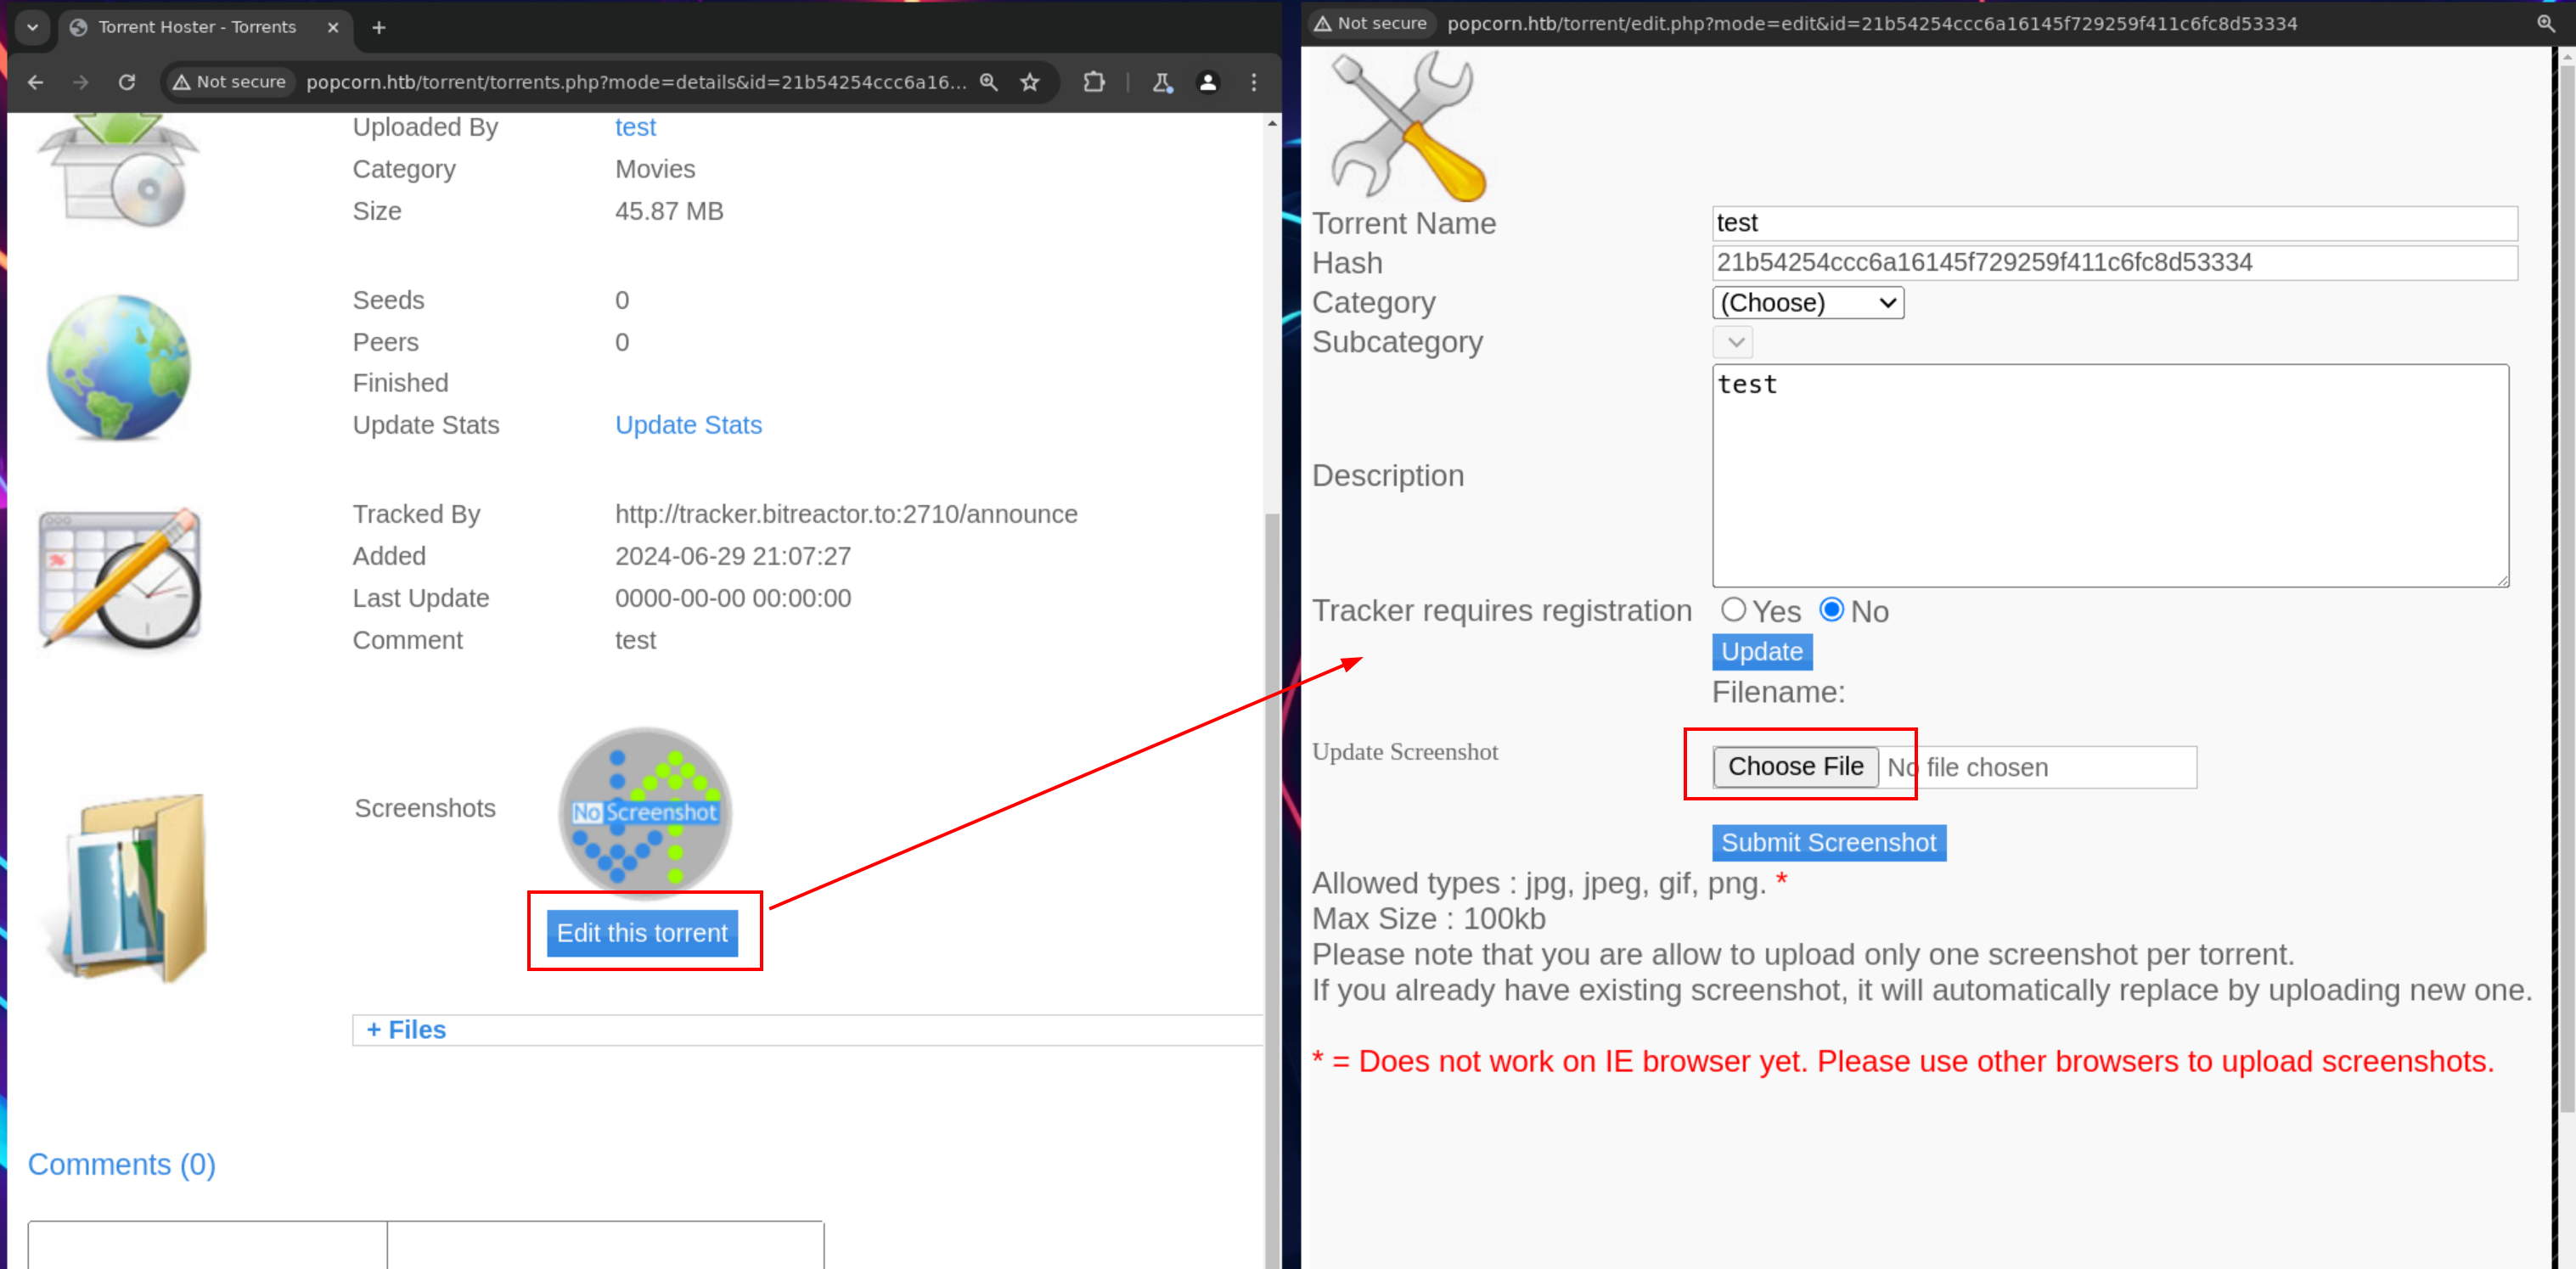 Torrent Hoster - Torrents
Not secure popcorn.htb/torrent/torrents.php?mode=details&id=21b54254ccc6a16...
Uploaded By test
Category Movies
Size 45.87 MB
Seeds 0
Peers 0
Finished
Update Stats Update Stats
Tracked By http://tracker.bitreactor.to:2710/announce
Added 2024-06-29 21:07:27
Last Update 0000-00-00 00:00:00
Comment test
Screenshots
No Screenshot
Edit this torrent
+ Files
Comments (0)
Not secure popcorn.htb/torrent/edit.php?mode=edit&id=21b54254ccc6a16145f729259f411c6fc8d53334
Torrent Name test
Hash 21b54254ccc6a16145f729259f411c6fc8d53334
Category (Choose)
Subcategory
test
Description
Tracker requires registration Yes No
Update
Filename:
Update Screenshot Choose File No file chosen
Submit Screenshot
Allowed types : jpg, jpeg, gif, png. *
Max Size : 100kb
Please note that you are allow to upload only one screenshot per torrent.
If you already have existing screenshot, it will automatically replace by uploading new one.
* = Does not work on IE browser yet. Please use other browsers to upload screenshots.